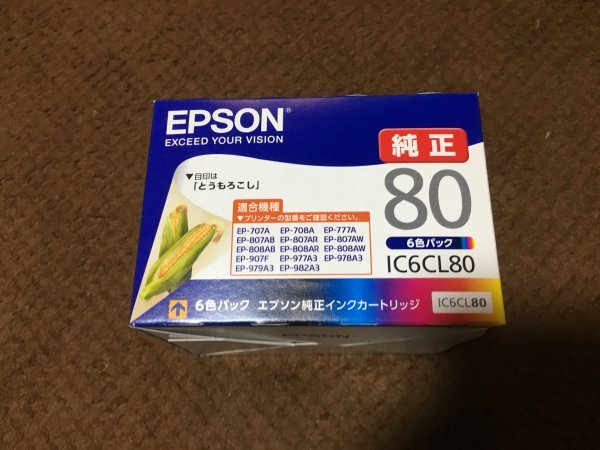 EPSON®
EXCEED YOUR VISION
純正
▼目印は
「とうもろこし」
適合機種
▼プリンターの型番をご確認ください。
EP-707A EP-708A EP-777A
EP-807AB EP-807AR EP-807AW
EP-808AB EP-808AR EP-808AW
EP-907F EP-977A3 EP-978A3
EP-979A3 EP-982A3
80
6色パック
IC6CL80
6色パック エプソン純正インクカートリッジ
IC6CL80
EPSON